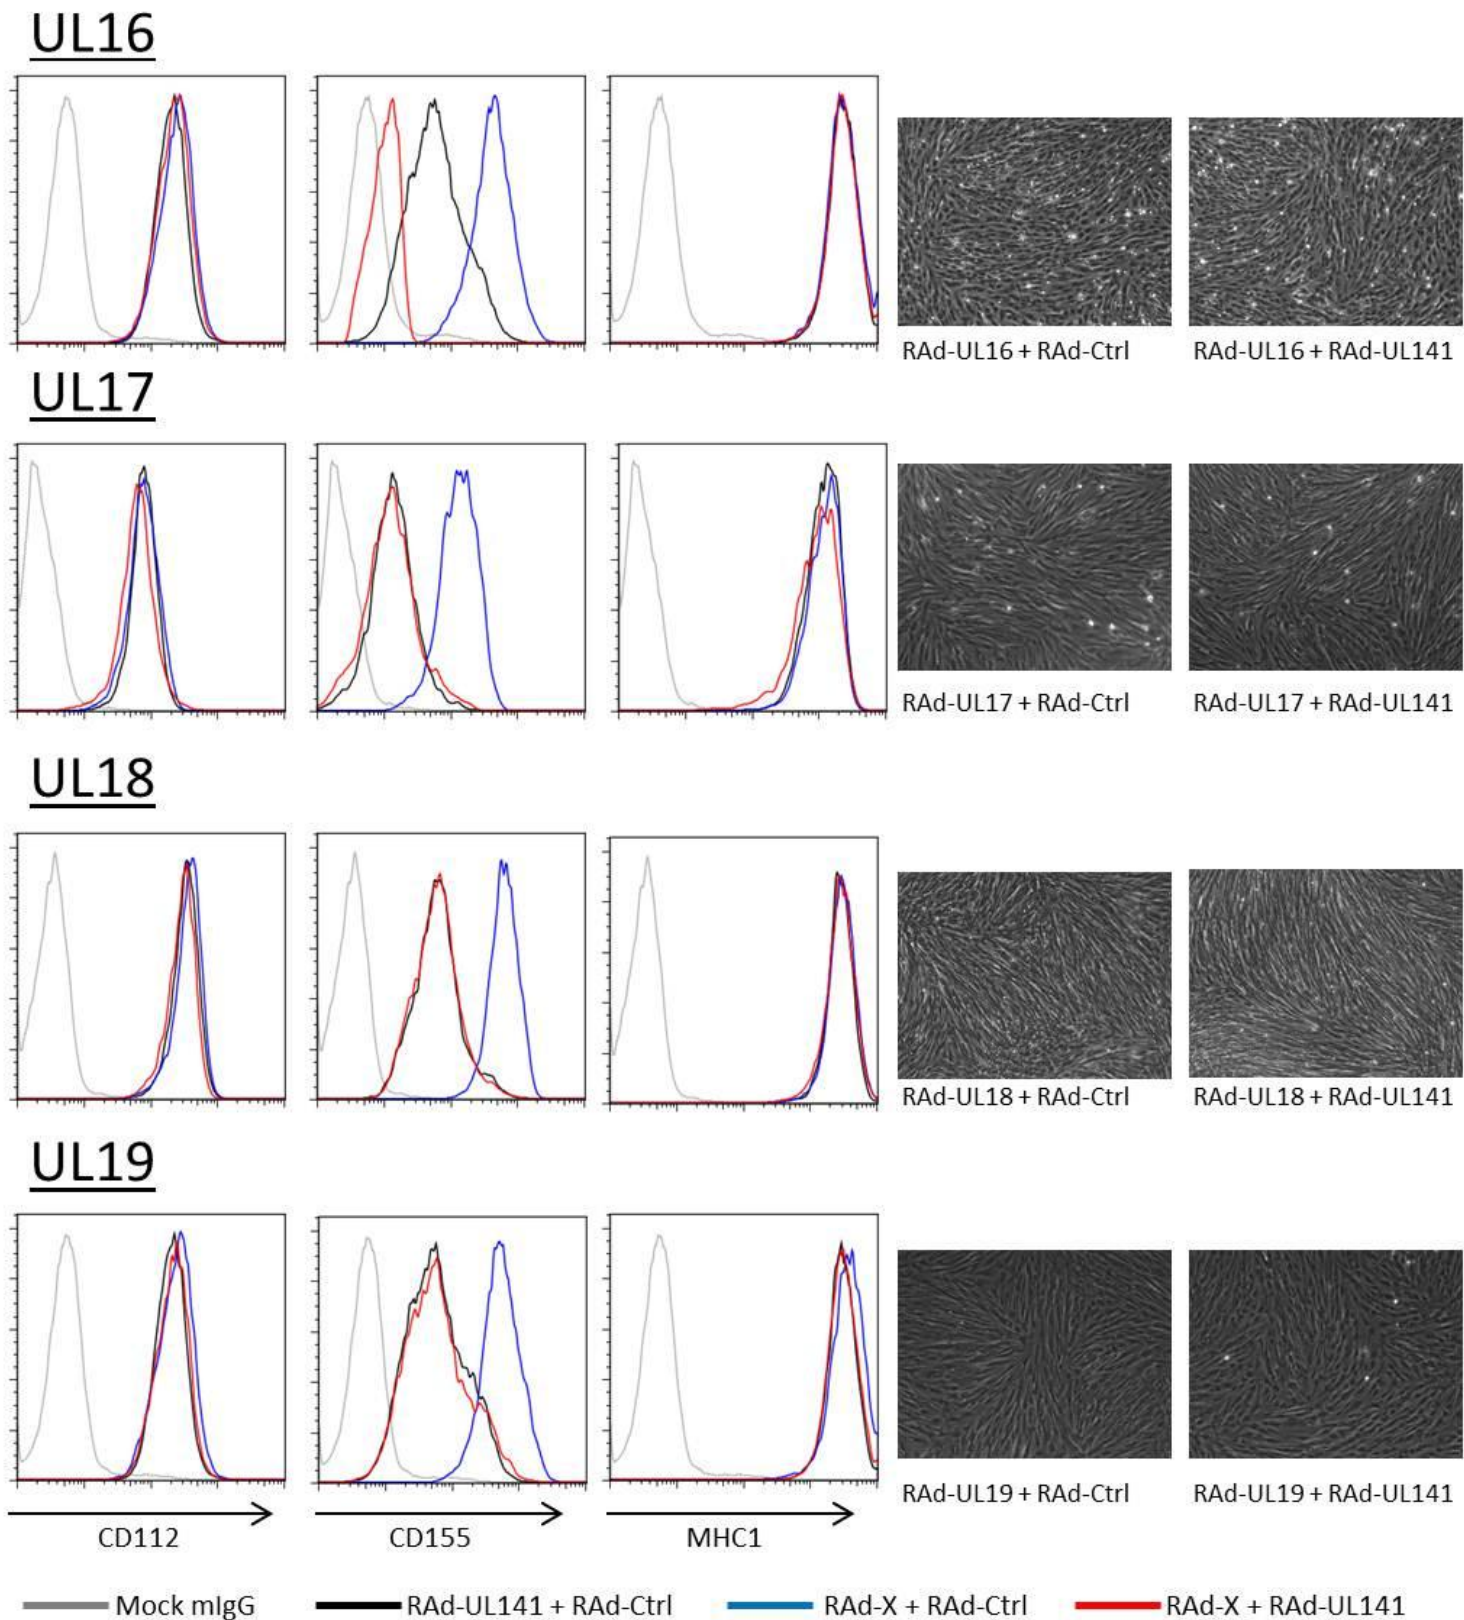 UL16
RAd-UL16 + RAd-Ctrl
RAd-UL16 + RAd-UL141
UL17
RAd-UL17 + RAd-Ctrl
RAd-UL17 + RAd-UL141
UL18
RAd-UL18 + RAd-Ctrl
RAd-UL18 + RAd-UL141
UL19
RAd-UL19 + RAd-Ctrl
RAd-UL19 + RAd-UL141
CD112
CD155
MHC1
Mock mIgG
RAd-UL141 + RAd-Ctrl
RAd-X + RAd-Ctrl
RAd-X + RAd-UL141